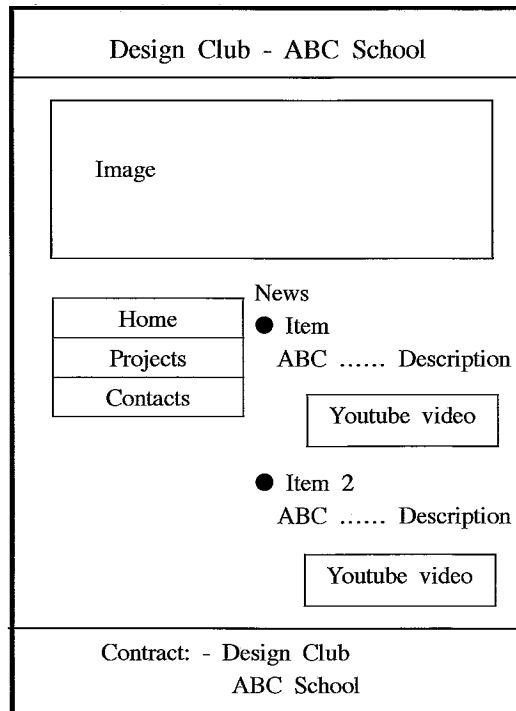 Design Club - ABC School
Image
Home
Projects
Contacts
News
● Item
ABC ...... Description
Youtube video
● Item 2
ABC ...... Description
Youtube video
Contract: - Design Club
ABC School